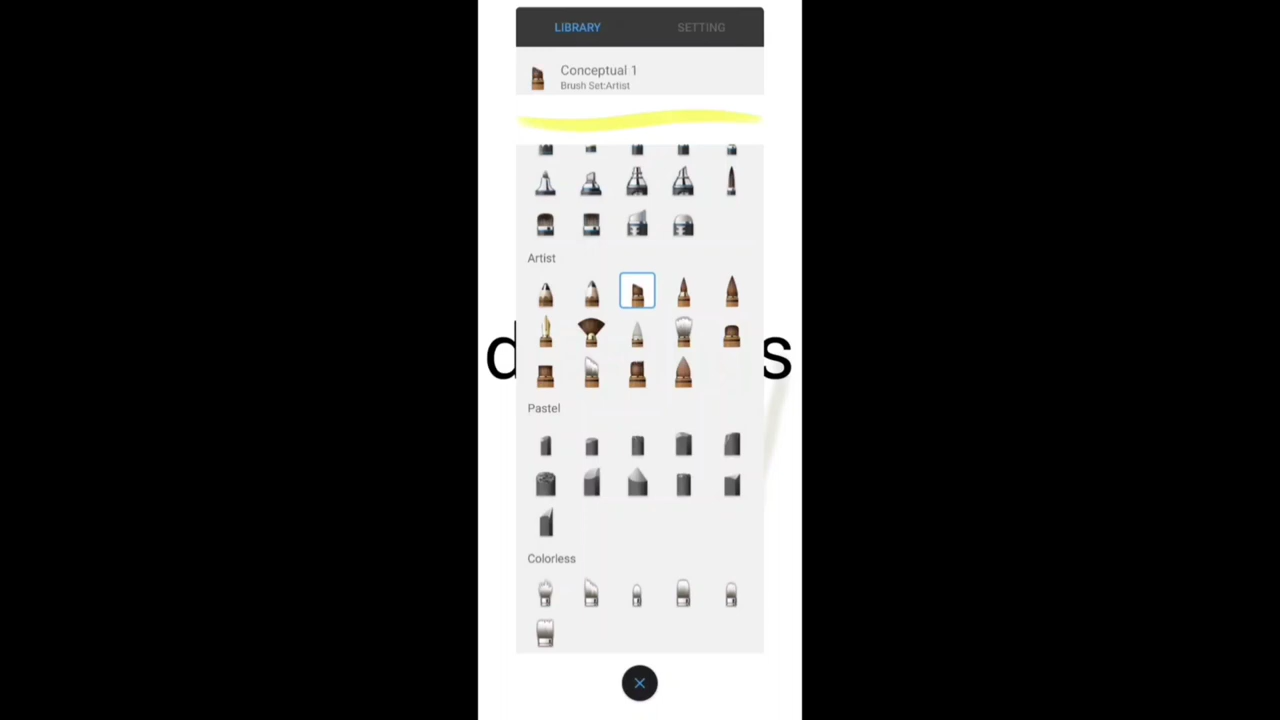 LIBRARY SETTING
Conceptual 1
Brush Set:Artist
Artist
d s
Pastel
Colorless